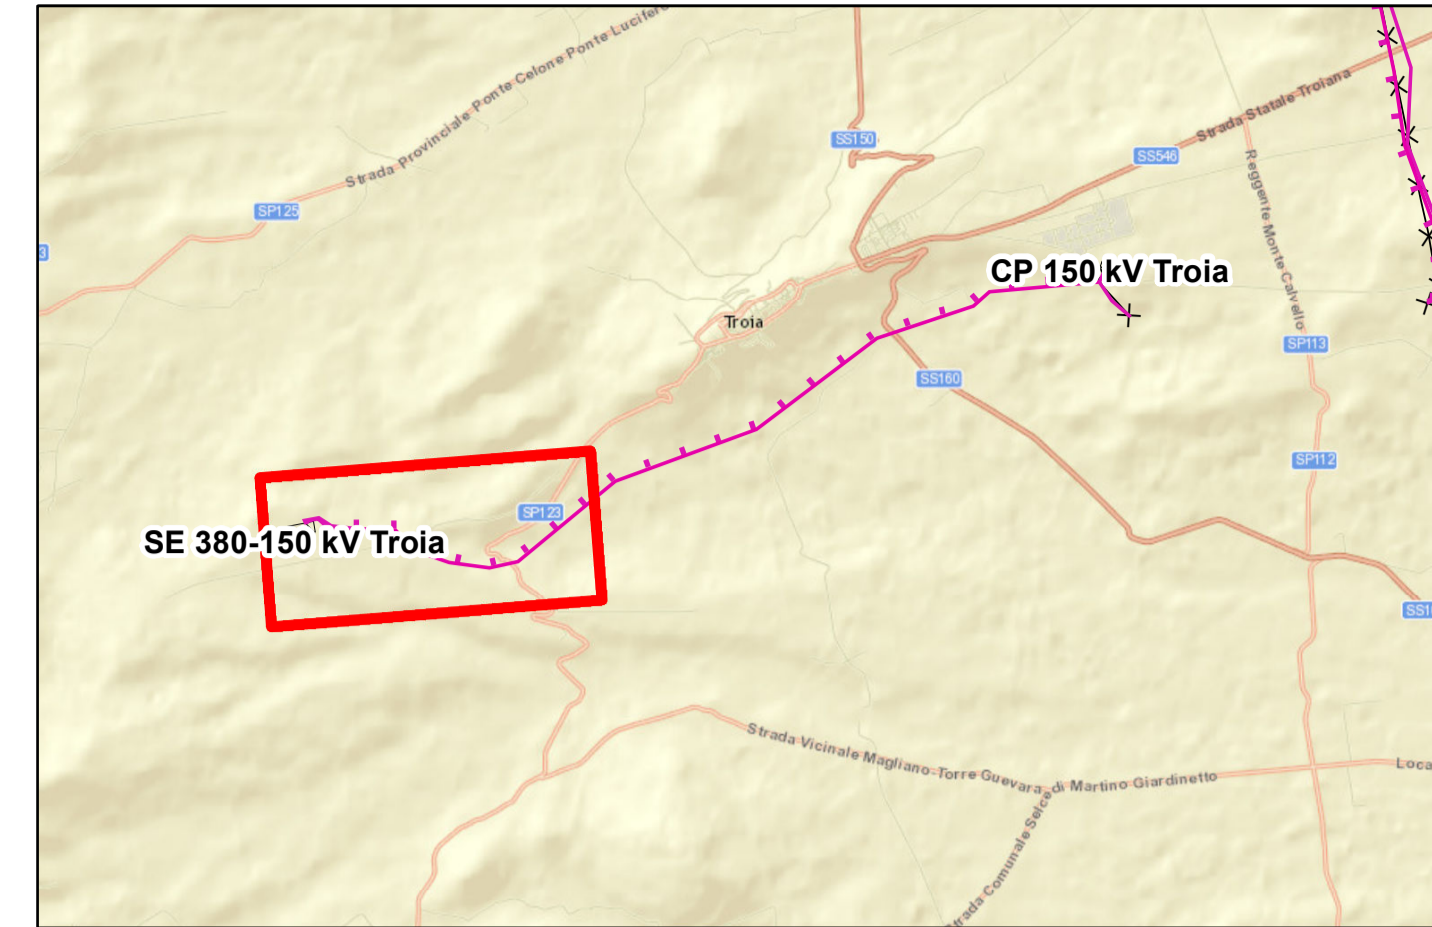 Strada Provinciale Ponte Celone Ponte Lucifero
Strada Statale Troiana
SS150
SS546
SP125
Reggente Monte Calvello
3
CP 150 kV Troia
Troia
SP113
SS160
SP112
SP123
SE 380-150 kV Troia
Strada Vicinale Magliano-Torre Guevara di Martino Giardinetto
Loca
Strada Comunale Selce